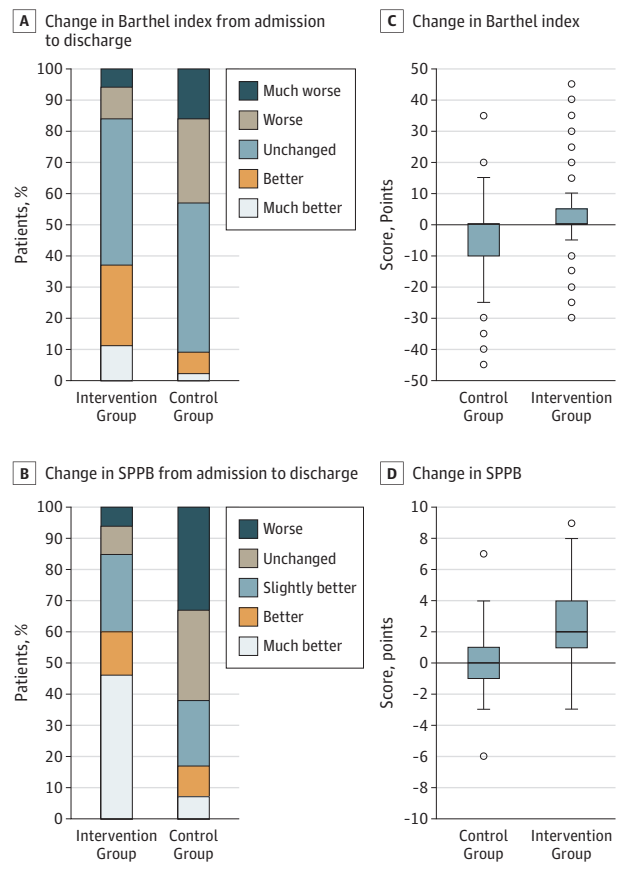 A Change in Barthel index from admission
to discharge
100
90
80
70
60
50
40
30
20
10
0
Patients, %
Intervention
Group
Control
Group
Much worse
Worse
Unchanged
Better
Much better
C Change in Barthel index
50
40
30
20
10
0
-10
-20
-30
-40
-50
Score, Points
Control
Group
Intervention
Group
B Change in SPPB from admission to discharge
100
90
80
70
60
50
40
30
20
10
0
Patients, %
Intervention
Group
Control
Group
Worse
Unchanged
Slightly better
Better
Much better
D Change in SPPB
10
8
6
4
2
0
-2
-4
-6
-8
-10
Score, points
Control
Group
Intervention
Group